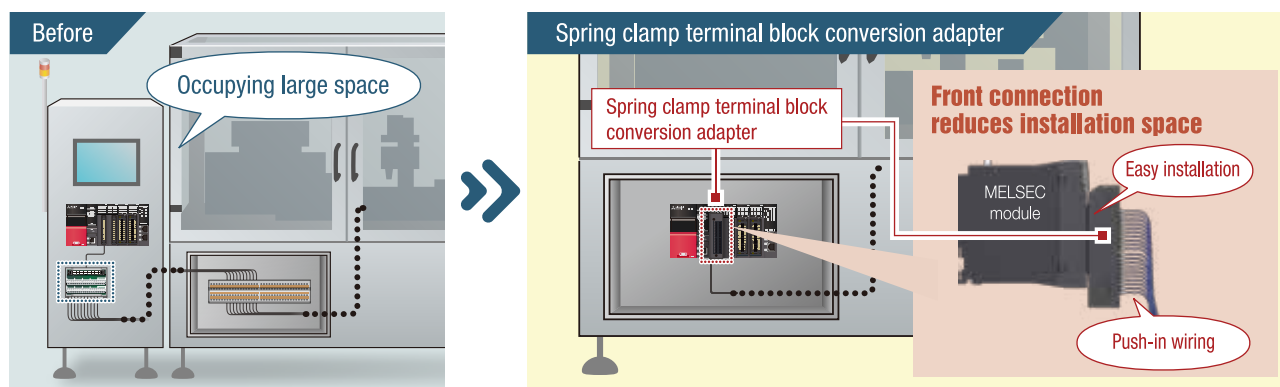 Before
Occupying large space
Spring clamp terminal block conversion adapter
Spring clamp terminal block
conversion adapter
Front connection
reduces installation space
Easy installation
MELSEC
module
Push-in wiring